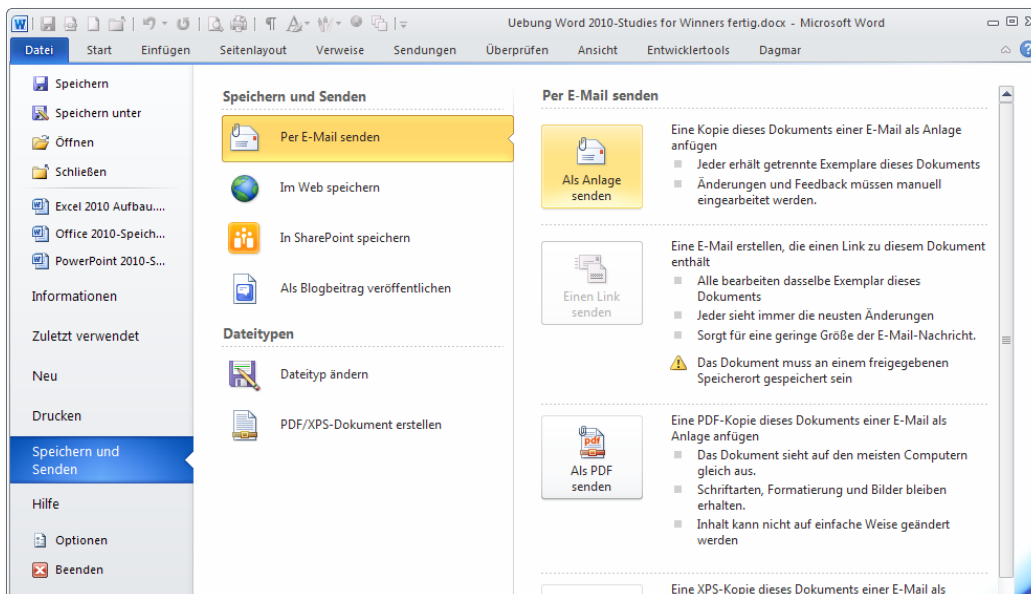 Uebung Word 2010-Studies for Winners fertig.docx - Microsoft Word
Datei Start Einfügen Seitenlayout Verweise Sendungen Überprüfen Ansicht Entwicklertools Dagmar
Speichern
Speichern unter
Öffnen
Schließen
Excel 2010 Aufbau....
Office 2010-Speich...
PowerPoint 2010-S...
Informationen
Zuletzt verwendet
Neu
Drucken
Speichern und
Senden
Hilfe
Optionen
Beenden
Speichern und Senden
Per E-Mail senden
Im Web speichern
In SharePoint speichern
Als Blogbeitrag veröffentlichen
Dateitypen
Dateityp ändern
PDF/XPS-Dokument erstellen
Per E-Mail senden
Als Anlage
senden
Eine Kopie dieses Dokuments einer E-Mail als Anlage
anfügen
Jeder erhält getrennte Exemplare dieses Dokuments
Änderungen und Feedback müssen manuell
eingearbeitet werden.
Einen Link
senden
Eine E-Mail erstellen, die einen Link zu diesem Dokument
enthält
Alle bearbeiten dasselbe Exemplar dieses
Dokuments
Jeder sieht immer die neusten Änderungen
Sorgt für eine geringe Größe der E-Mail-Nachricht.
Das Dokument muss an einem freigegebenen
Speicherort gespeichert sein
pdf
Als PDF
senden
Eine PDF-Kopie dieses Dokuments einer E-Mail als
Anlage anfügen
Das Dokument sieht auf den meisten Computern
gleich aus.
Schriftarten, Formatierung und Bilder bleiben
erhalten.
Inhalt kann nicht auf einfache Weise geändert
werden
Eine XPS-Kopie dieses Dokuments einer E-Mail als